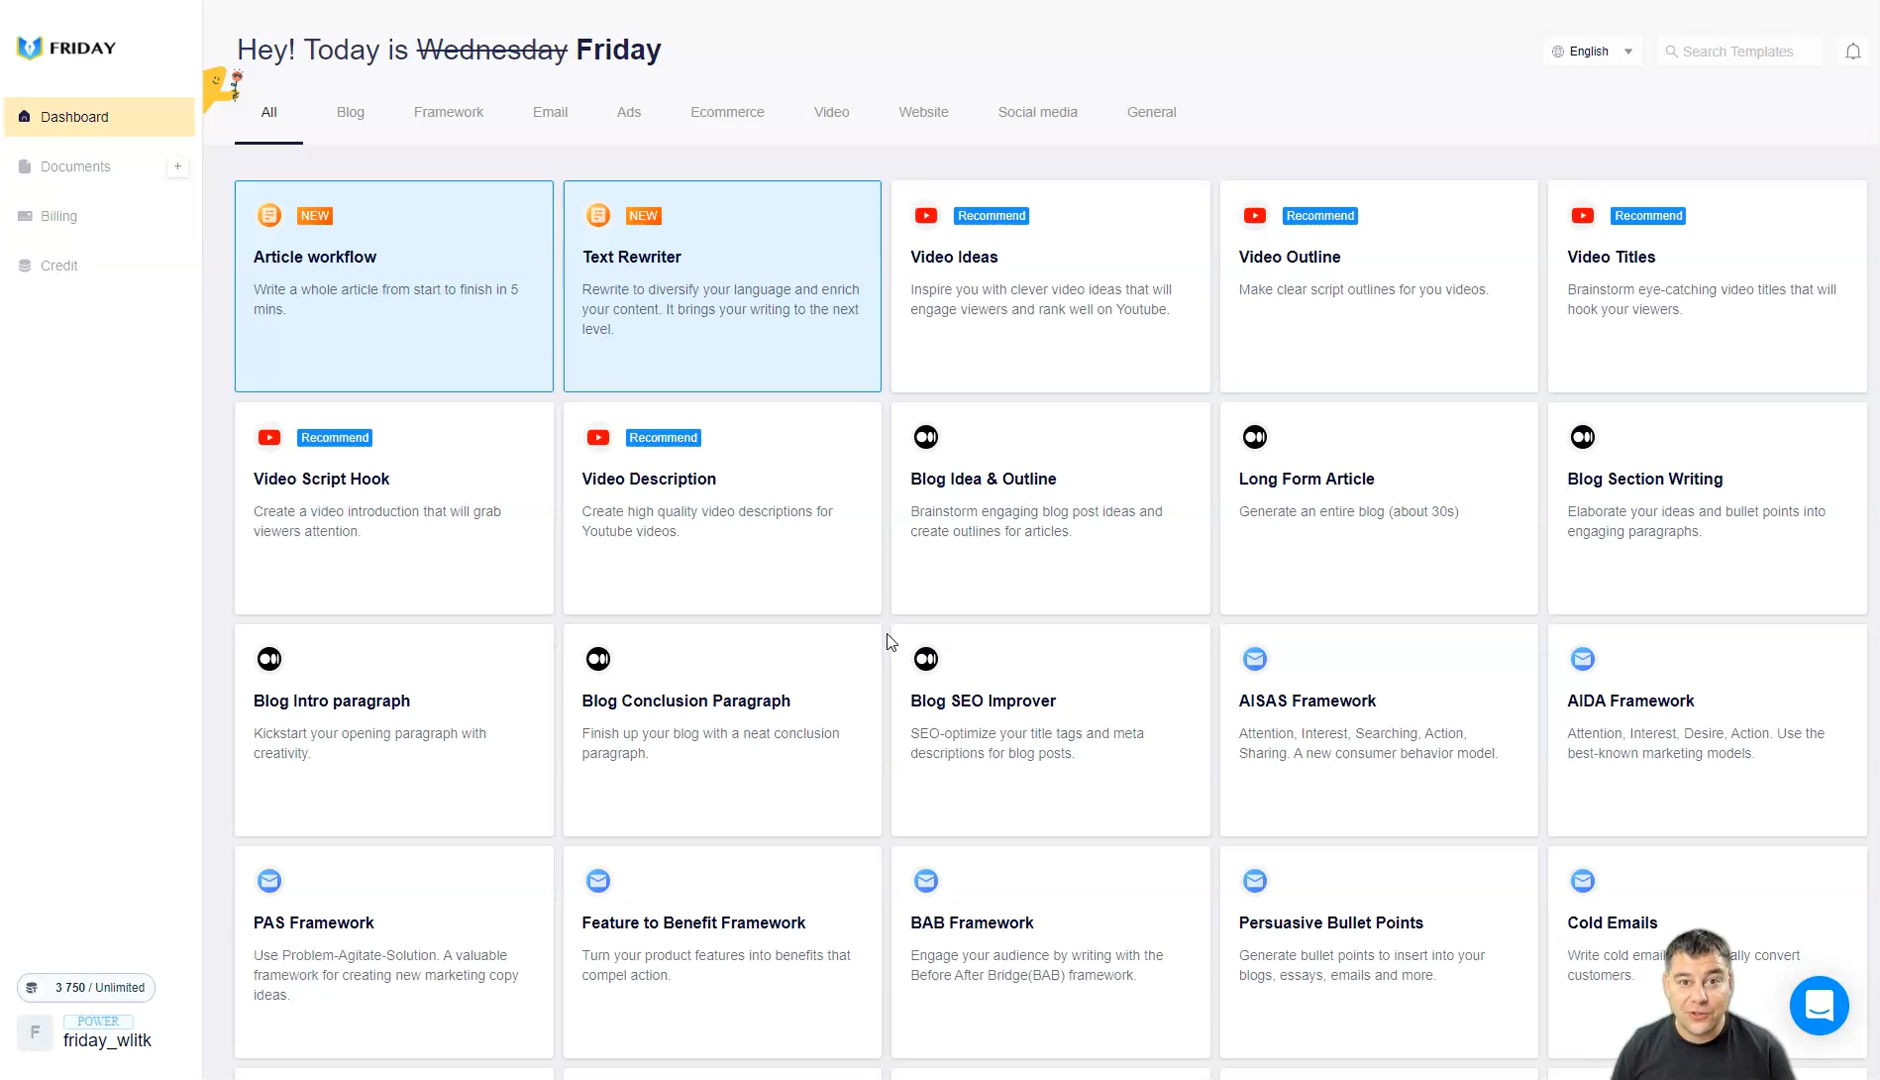 FRIDAY
Dashboard
Documents
+
Billing
Credit
3 750 / Unlimited
F
POWER
friday_wlitk
Hey! Today is Wednesday Friday
English
Search Templates
All
Blog
Framework
Email
Ads
Ecommerce
Video
Website
Social media
General
NEW
Article workflow
Write a whole article from start to finish in 5
mins.
NEW
Text Rewriter
Rewrite to diversify your language and enrich
your content. It brings your writing to the next
level.
Recommend
Video Ideas
Inspire you with clever video ideas that will
engage viewers and rank well on Youtube.
Recommend
Video Outline
Make clear script outlines for you videos.
Recommend
Video Titles
Brainstorm eye-catching video titles that will
hook your viewers.
Recommend
Video Script Hook
Create a video introduction that will grab
viewers attention.
Recommend
Video Description
Create high quality video descriptions for
Youtube videos.
Blog Idea & Outline
Brainstorm engaging blog post ideas and
create outlines for articles.
Long Form Article
Generate an entire blog (about 30s)
Blog Section Writing
Elaborate your ideas and bullet points into
engaging paragraphs.
Blog Intro paragraph
Kickstart your opening paragraph with
creativity.
Blog Conclusion Paragraph
Finish up your blog with a neat conclusion
paragraph.
Blog SEO Improver
SEO-optimize your title tags and meta
descriptions for blog posts.
AISAS Framework
Attention, Interest, Searching, Action,
Sharing. A new consumer behavior model.
AIDA Framework
Attention, Interest, Desire, Action. Use the
best-known marketing models.
PAS Framework
Use Problem-Agitate-Solution. A valuable
framework for creating new marketing copy
ideas.
Feature to Benefit Framework
Turn your product features into benefits that
compel action.
BAB Framework
Engage your audience by writing with the
Before After Bridge(BAB) framework.
Persuasive Bullet Points
Generate bullet points to insert into your
blogs, essays, emails and more.
Cold Emails
Write cold convert
customers.